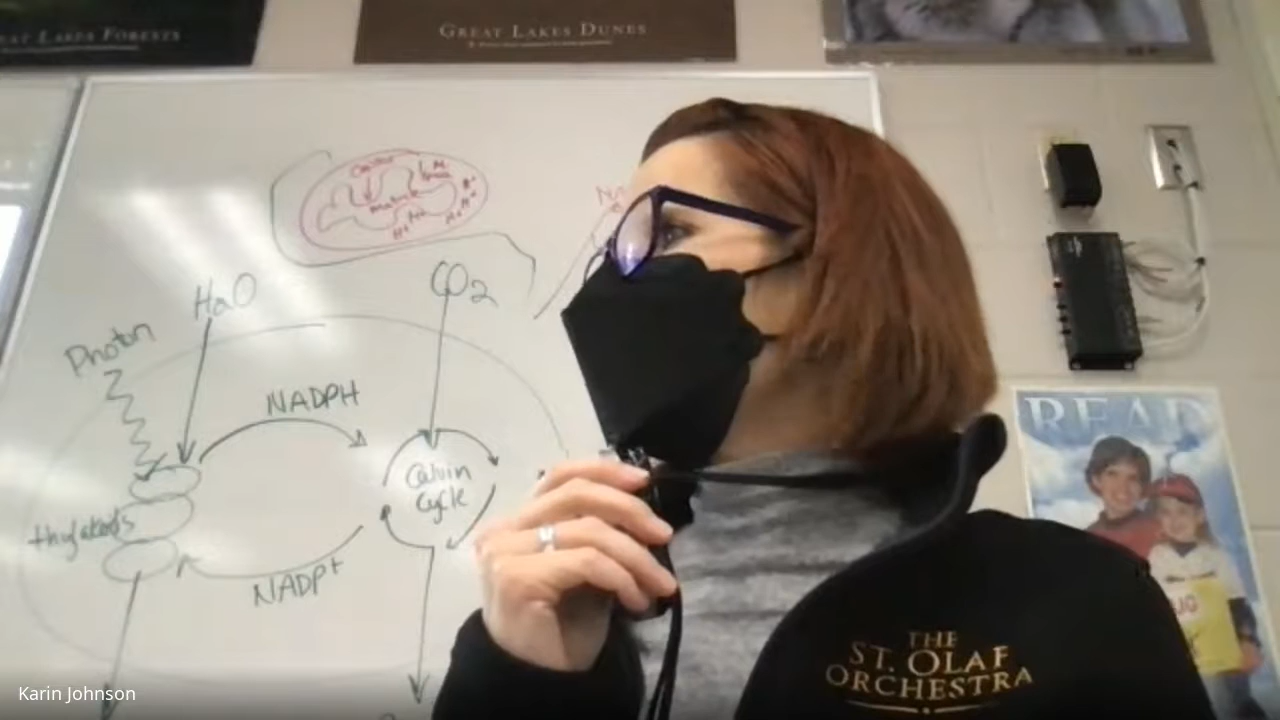 GREAT LAKES FORESTS
GREAT LAKES DUNES
H2O
CO2
Photon
NADPH
Calvin
Cycle
thylakoids
NADP+
matrix
READ
THE
ST. OLAF
ORCHESTRA
Karin Johnson